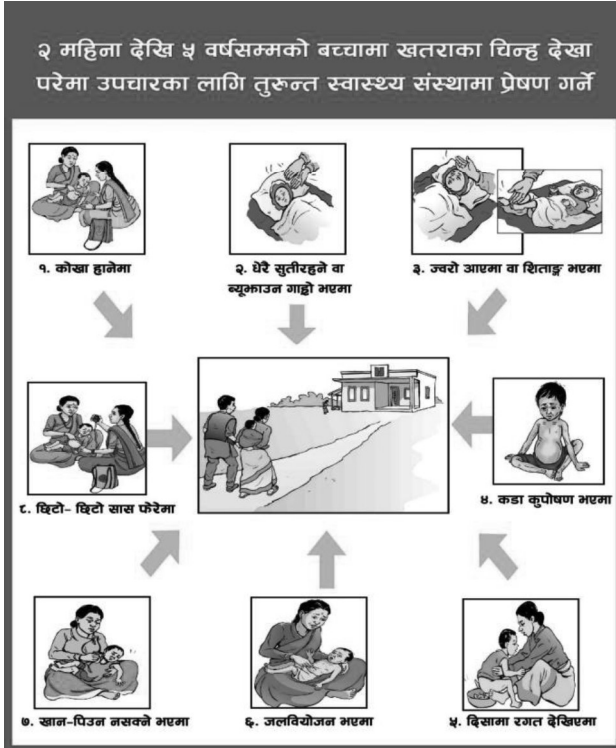 २ महिना देखि ५ वर्षसम्मको बच्चामा खतराका चिन्ह देखा
परेमा उपचारका लागि तुरून्त स्वास्थ्य संस्थामा प्रेषण गर्ने
१. कोखा हानेमा
२. धेरै सुतीरहने वा
ब्यूझाउन गाह्रो भएमा
३. ज्वरो आएमा वा शिताङ्ग भएमा
४. कडा कुपोषण भएमा
५. दिसामा रगत देखिएमा
६. जलवियोजन भएमा
७. खान-पिउन नसक्ने भएमा
८. छिटो- छिटो सास फेरेमा